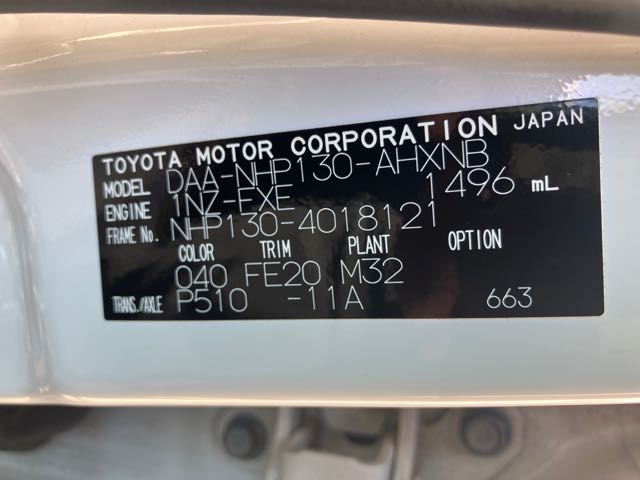 TOYOTA MOTOR CORPORATION JAPAN
MODEL DAA-NHP130-AHXNB
ENGINE 1NZ-FXE 1496 mL
FRAME No. NHP130-4018121
COLOR TRIM PLANT OPTION
040 FE20 M32
TRANS./AXLE P510 -11A 663